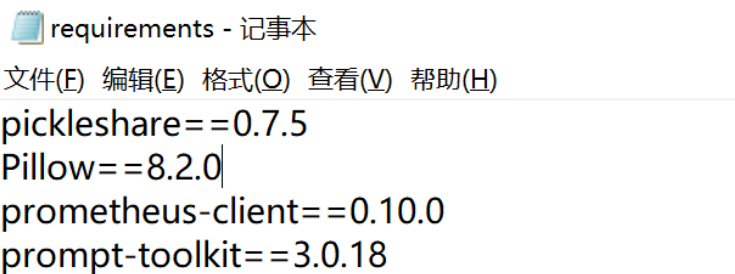 requirements - 记事本
文件(F) 编辑(E) 格式(O) 查看(V) 帮助(H)
pickleshare==0.7.5
Pillow==8.2.0
prometheus-client==0.10.0
prompt-toolkit==3.0.18